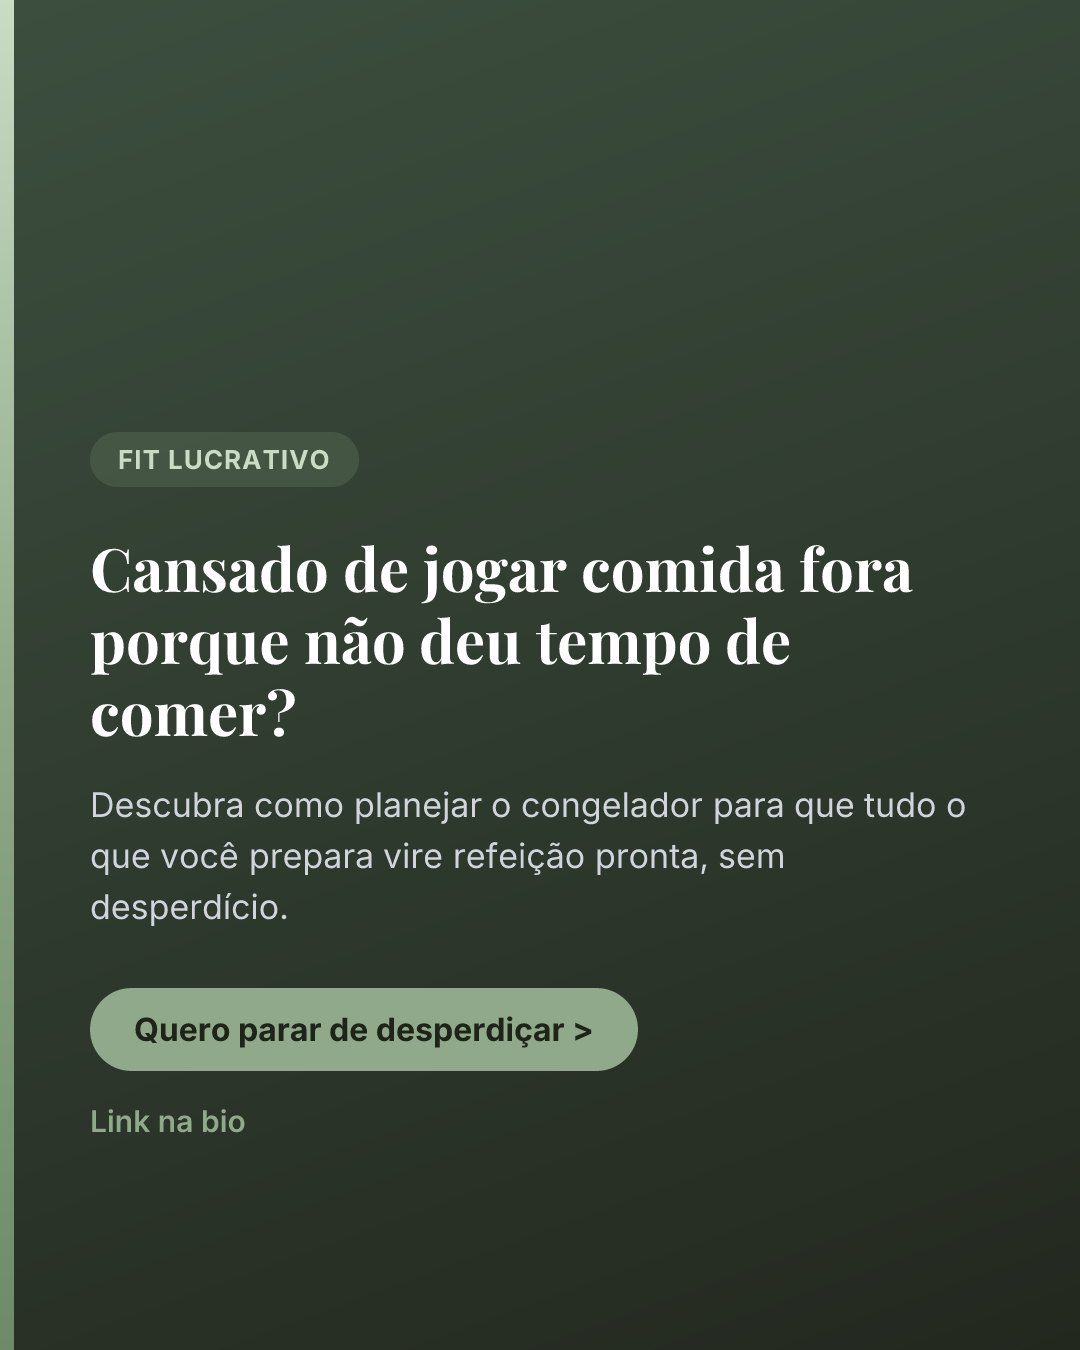 FIT LUCRATIVO
Cansado de jogar comida fora
porque não deu tempo de
comer?
Descubra como planejar o congelador para que tudo o
que você prepara vire refeição pronta, sem
desperdício.
Quero parar de desperdiçar >
Link na bio